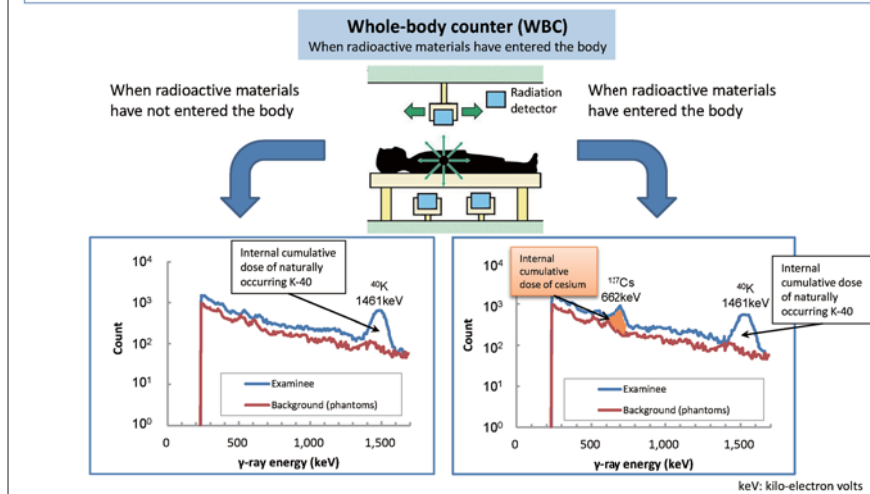 Whole-body counter (WBC)
When radioactive materials have entered the body
When radioactive materials
have not entered the body
Radiation
detector
When radioactive materials
have entered the body
10⁴
10³
10²
10¹
10⁰
Count
Internal cumulative
dose of naturally
occurring K-40
⁴⁰K
1461keV
Examinee
Background (phantoms)
0
500
1,000
1,500
γ-ray energy (keV)
10⁴
10³
10²
10¹
10⁰
Count
Internal
cumulative
dose of cesium
¹³⁷Cs
662keV
⁴⁰K
1461keV
Internal
cumulative dose
of naturally
occurring K-40
Examinee
Background (phantoms)
0
500
1,000
1,500
γ-ray energy (keV)
keV: kilo-electron volts